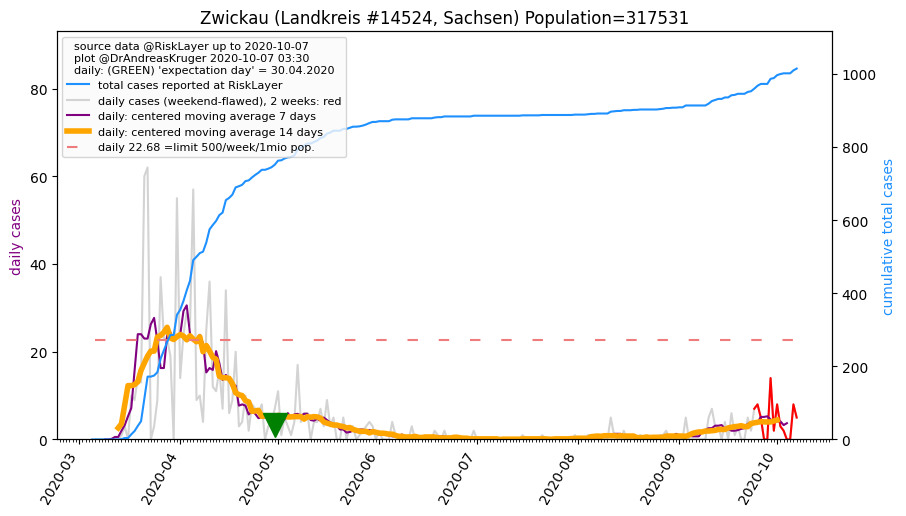 Zwickau (Landkreis #14524, Sachsen) Population=317531
source data @RiskLayer up to 2020-10-07
plot @DrAndreasKruger 2020-10-07 03:30
daily: (GREEN) 'expectation day' = 30.04.2020
total cases reported at RiskLayer
daily cases (weekend-flawed), 2 weeks: red
daily: centered moving average 7 days
daily: centered moving average 14 days
daily 22.68 =limit 500/week/1mio pop.
daily cases
80
60
40
20
0
cumulative total cases
1000
800
600
400
200
0
2020-03
2020-04
2020-05
2020-06
2020-07
2020-08
2020-09
2020-10